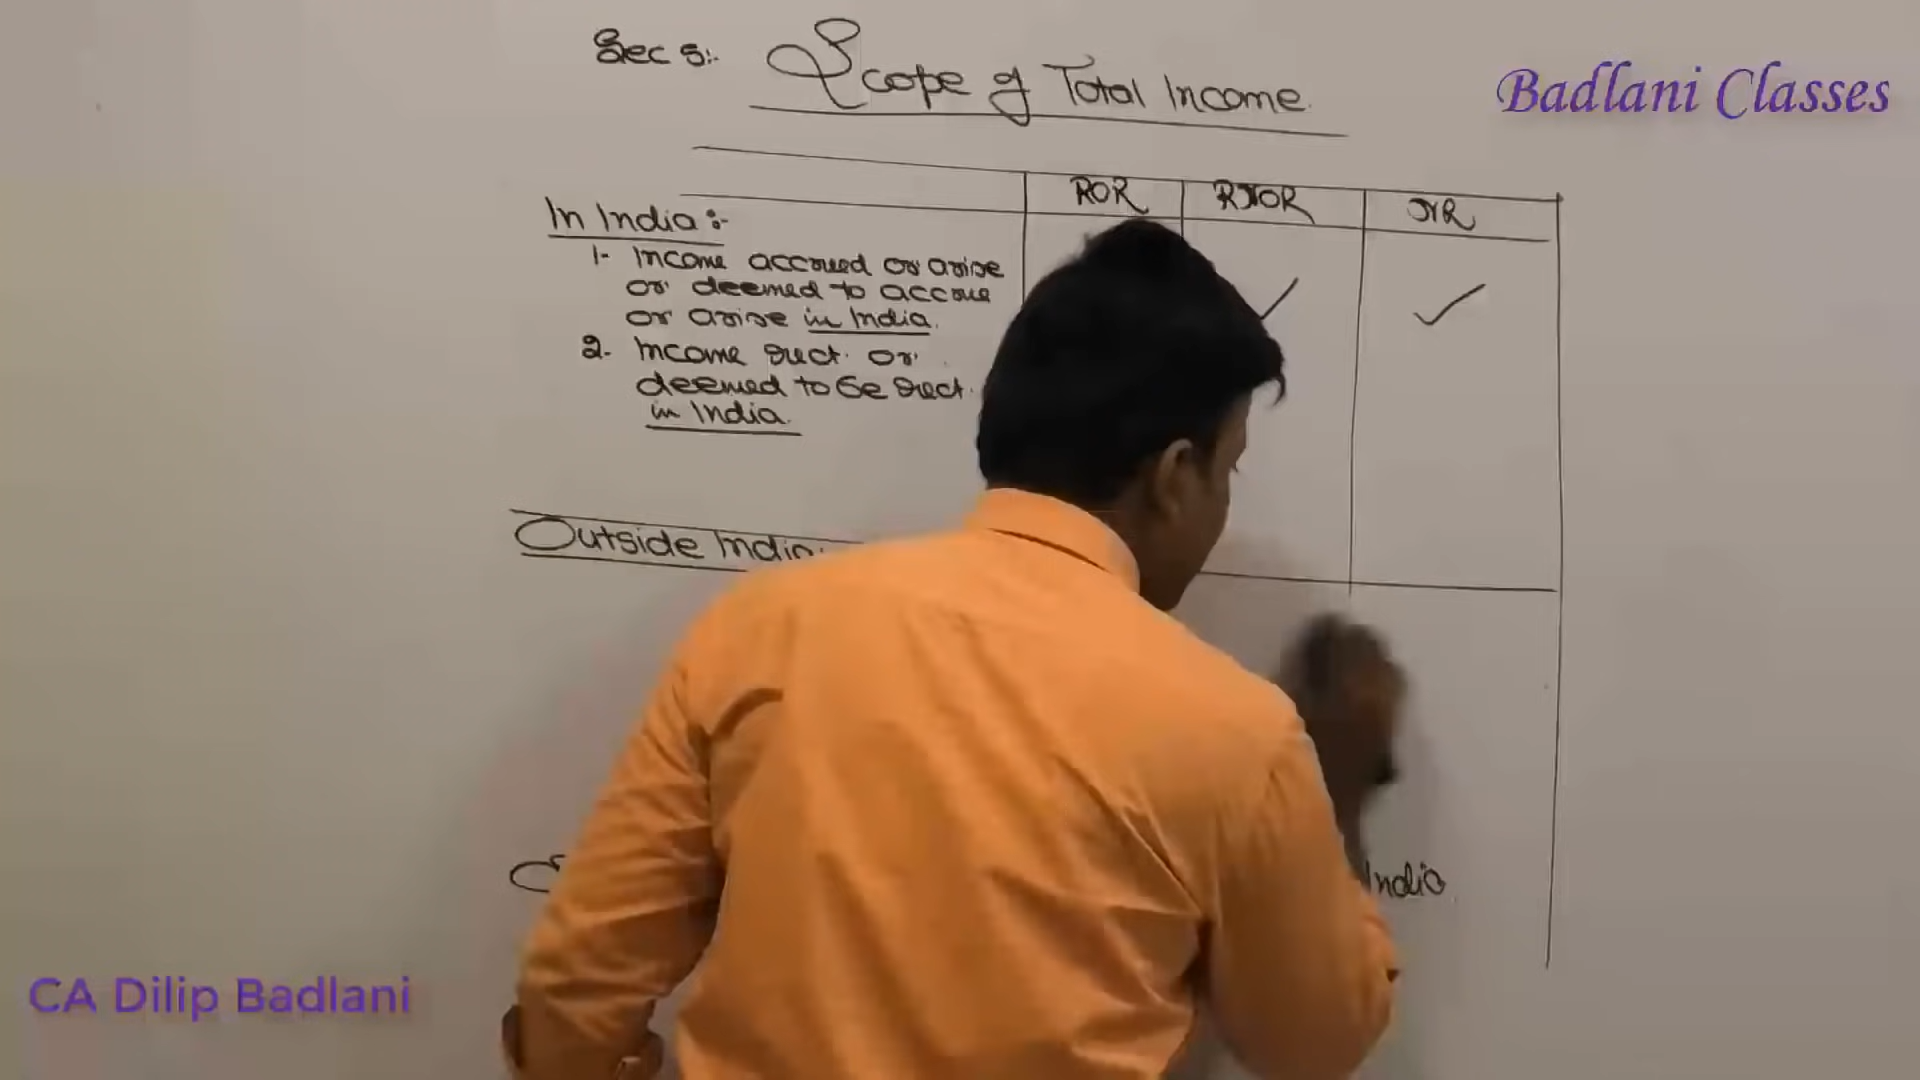 Sec 5:-
Scope of Total Income.
Badlani Classes
ROR RNOR NR
In India:-
1- Income accrued or arise
or deemed to accrue
or arise in India.
2- Income rect. or
deemed to be rect.
in India.
Outside India:
India
CA Dilip Badlani